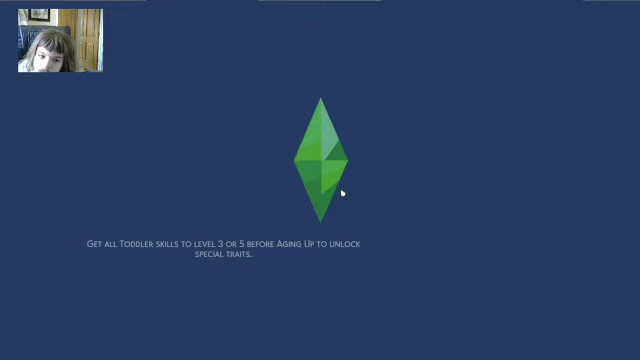 Get all Toddler skills to level 3 or 5 before Aging Up to unlock
special traits.